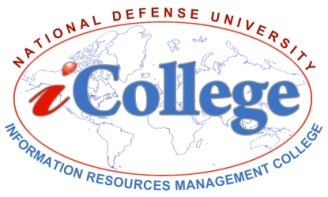 NATIONAL DEFENSE UNIVERSITY
iCollege
INFORMATION RESOURCES MANAGEMENT COLLEGE